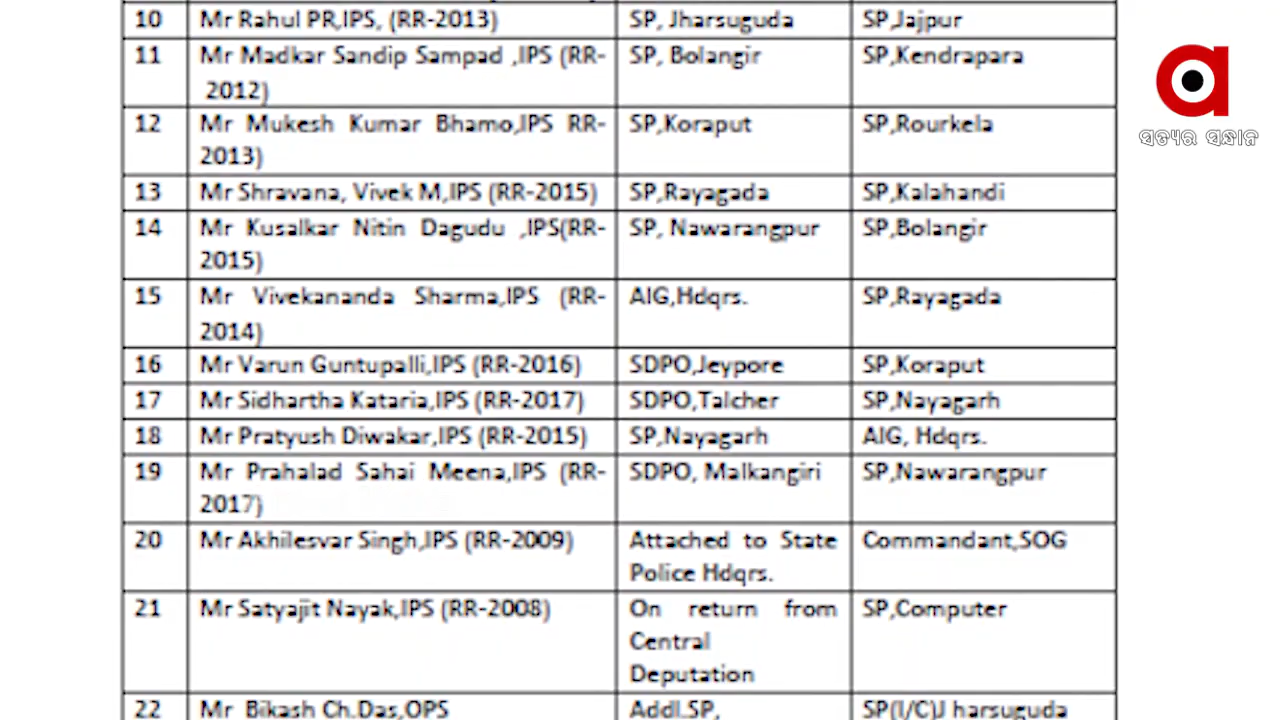 10 Mr Rahul PR,IPS, (RR-2013) SP, Jharsuguda SP,Jajpur
11 Mr Madkar Sandip Sampad ,IPS (RR- SP, Bolangir SP,Kendrapara
2012)
12 Mr Mukesh Kumar Bhamo,IPS RR- SP,Koraput SP,Rourkela
2013)
13 Mr Shravana, Vivek M,IPS (RR-2015) SP,Rayagada SP,Kalahandi
14 Mr Kusalkar Nitin Dagudu ,IPS(RR- SP, Nawarangpur SP,Bolangir
2015)
15 Mr Vivekananda Sharma,IPS (RR- AIG,Hdqrs. SP,Rayagada
2014)
16 Mr Varun Guntupalli,IPS (RR-2016) SDPO,Jeypore SP,Koraput
17 Mr Sidhartha Kataria,IPS (RR-2017) SDPO,Talcher SP,Nayagarh
18 Mr Pratyush Diwakar,IPS (RR-2015) SP,Nayagarh AIG, Hdqrs.
19 Mr Prahalad Sahai Meena,IPS (RR- SDPO, Malkangiri SP,Nawarangpur
2017)
20 Mr Akhilesvar Singh,IPS (RR-2009) Attached to State Commandant,SOG
Police Hdqrs.
21 Mr Satyajit Nayak,IPS (RR-2008) On return from SP,Computer
Central
Deputation
22 Mr Bikash Ch.Das,OPS Addl.SP, SP(I/C)J harsuguda
a
ସତ୍ୟର ସନ୍ଧାନ